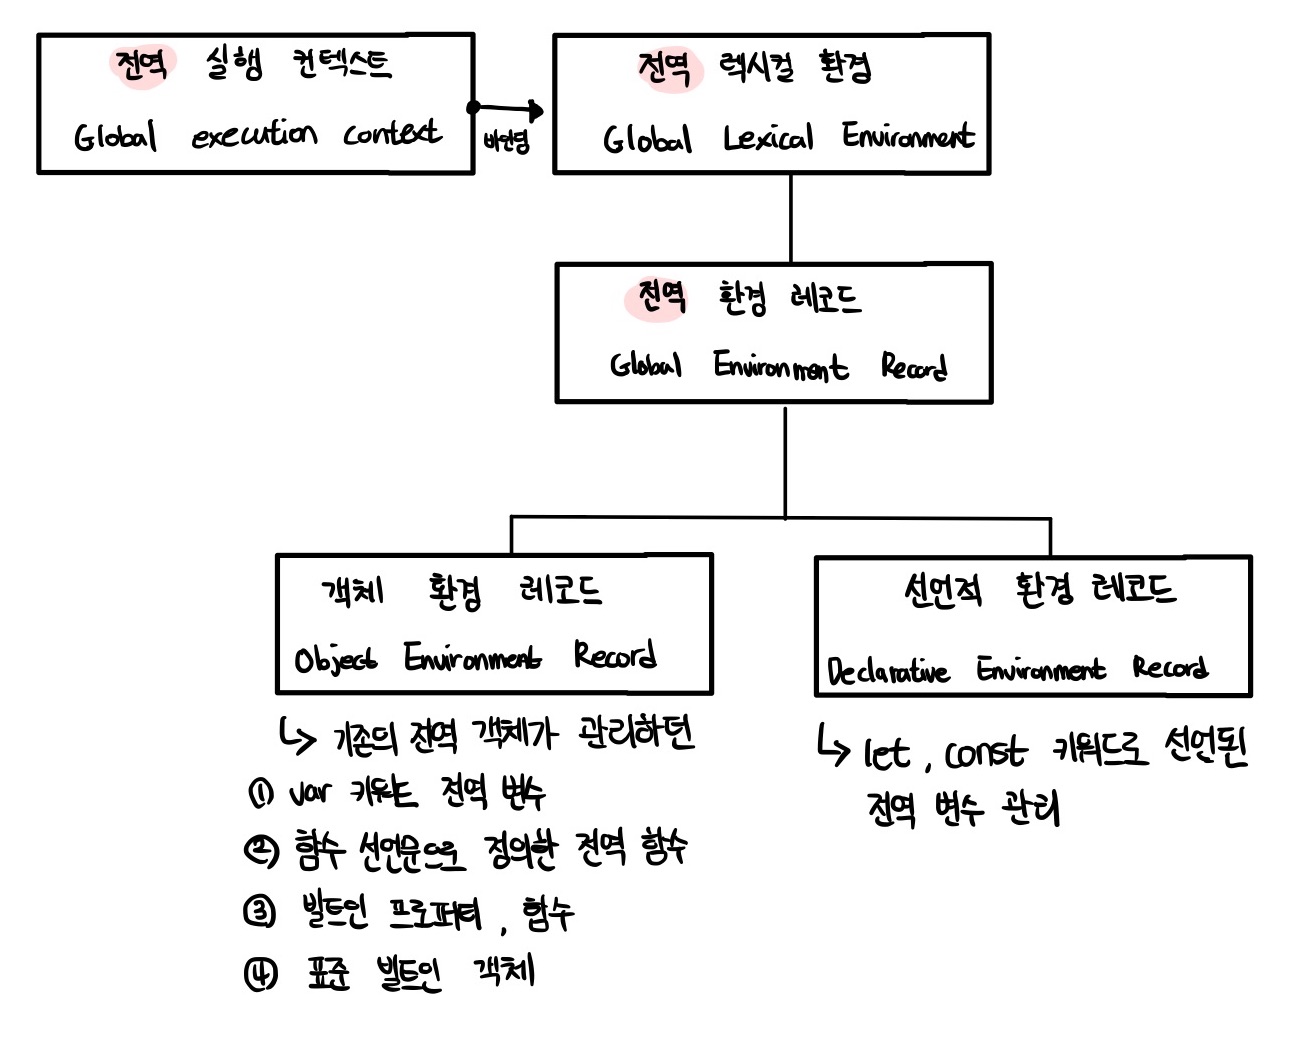 전역 실행 컨텍스트
Global execution context
바인딩
전역 렉시컬 환경
Global Lexical Environment
전역 환경 레코드
Global Environment Record
객체 환경 레코드
Object Environment Record
↳ 기존의 전역 객체가 관리하던
① var 키워드 전역 변수
② 함수 선언문으로 정의한 전역 함수
③ 빌트인 프로퍼티, 함수
④ 표준 빌트인 객체
선언적 환경 레코드
Declarative Environment Record
↳ let, const 키워드로 선언된
전역 변수 관리